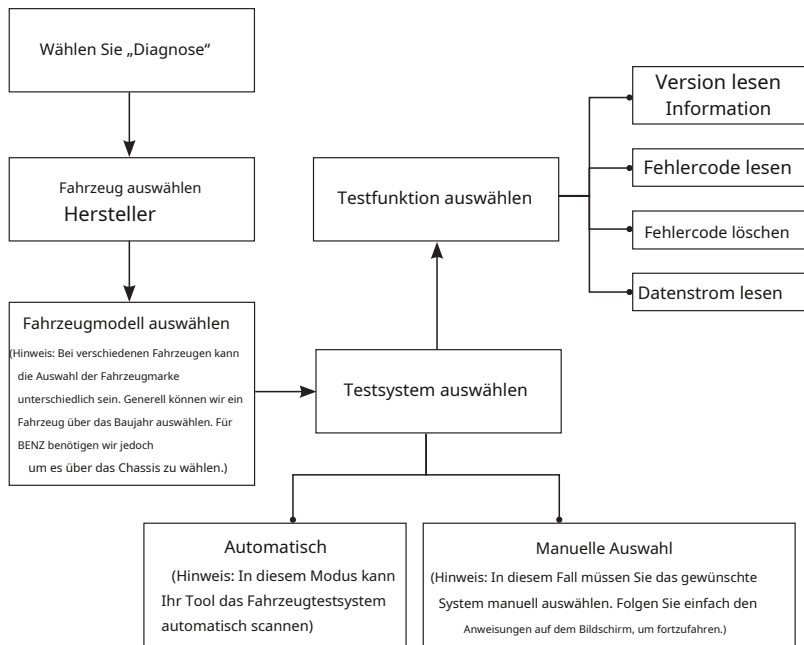 Wählen Sie „Diagnose“
Fahrzeug auswählen
Hersteller
Fahrzeugmodell auswählen
(Hinweis: Bei verschiedenen Fahrzeugen kann
die Auswahl der Fahrzeugmarke
unterschiedlich sein. Generell können wir ein
Fahrzeug über das Baujahr auswählen. Für
BENZ benötigen wir jedoch
um es über das Chassis zu wählen.)
Testsystem auswählen
Testfunktion auswählen
Version lesen
Information
Fehlercode lesen
Fehlercode löschen
Datenstrom lesen
Automatisch
(Hinweis: In diesem Modus kann
Ihr Tool das Fahrzeugtestsystem
automatisch scannen)
Manuelle Auswahl
(Hinweis: In diesem Fall müssen Sie das gewünschte
System manuell auswählen. Folgen Sie einfach den
Anweisungen auf dem Bildschirm, um fortzufahren.)